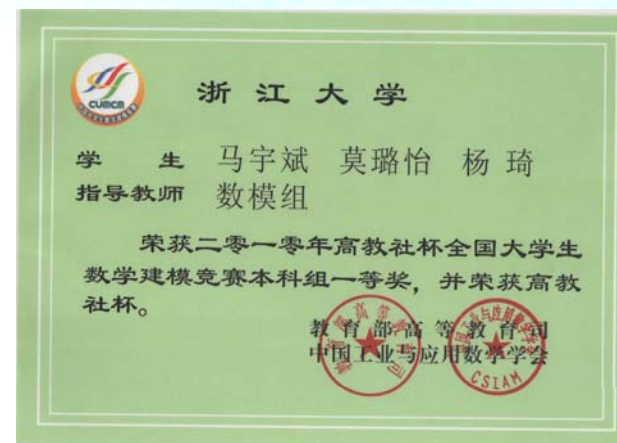 CUMCM
浙江大学
学 生 马宇斌 莫璐怡 杨琦
指导教师 数模组
荣获二零一零年高教社杯全国大学生
数学建模竞赛本科组一等奖，并荣获高教
社杯。
教育部高等教育司
中国工业与应用数学学会
CSIAM